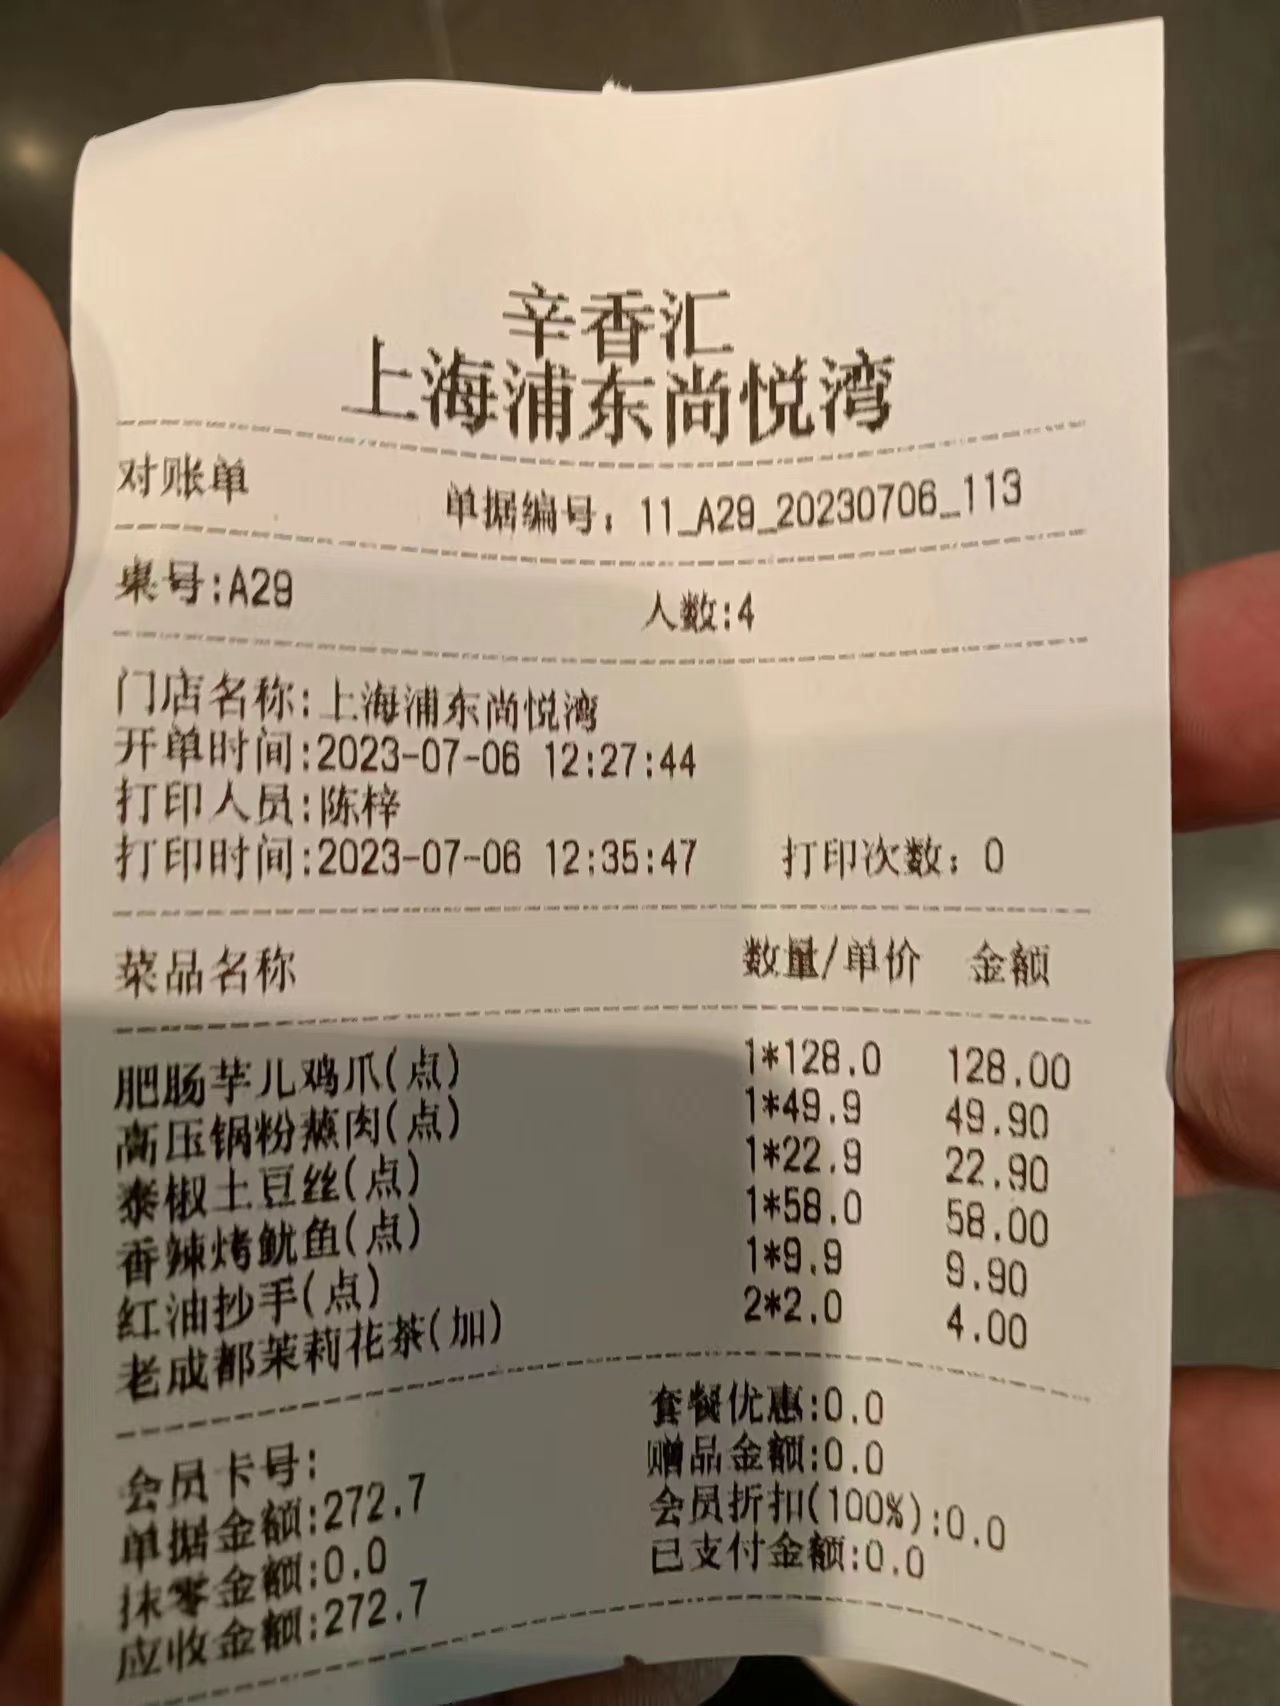 辛香汇
上海浦东尚悦湾
对账单 单据编号：11_A29_20230706_113
桌号:A29 人数:4
门店名称:上海浦东尚悦湾
开单时间:2023-07-06 12:27:44
打印人员:陈梓
打印时间:2023-07-06 12:35:47 打印次数：0
菜品名称 数量/单价 金额
肥肠芋儿鸡爪(点) 1*128.0 128.00
高压锅粉蒸肉(点) 1*49.9 49.90
泰椒土豆丝(点) 1*22.9 22.90
香辣烤鱿鱼(点) 1*58.0 58.00
红油抄手(点) 1*9.9 9.90
老成都茉莉花茶(加) 2*2.0 4.00
会员卡号: 套餐优惠:0.0
单据金额:272.7 赠品金额:0.0
抹零金额:0.0 会员折扣(100%):0.0
应收金额:272.7 已支付金额:0.0